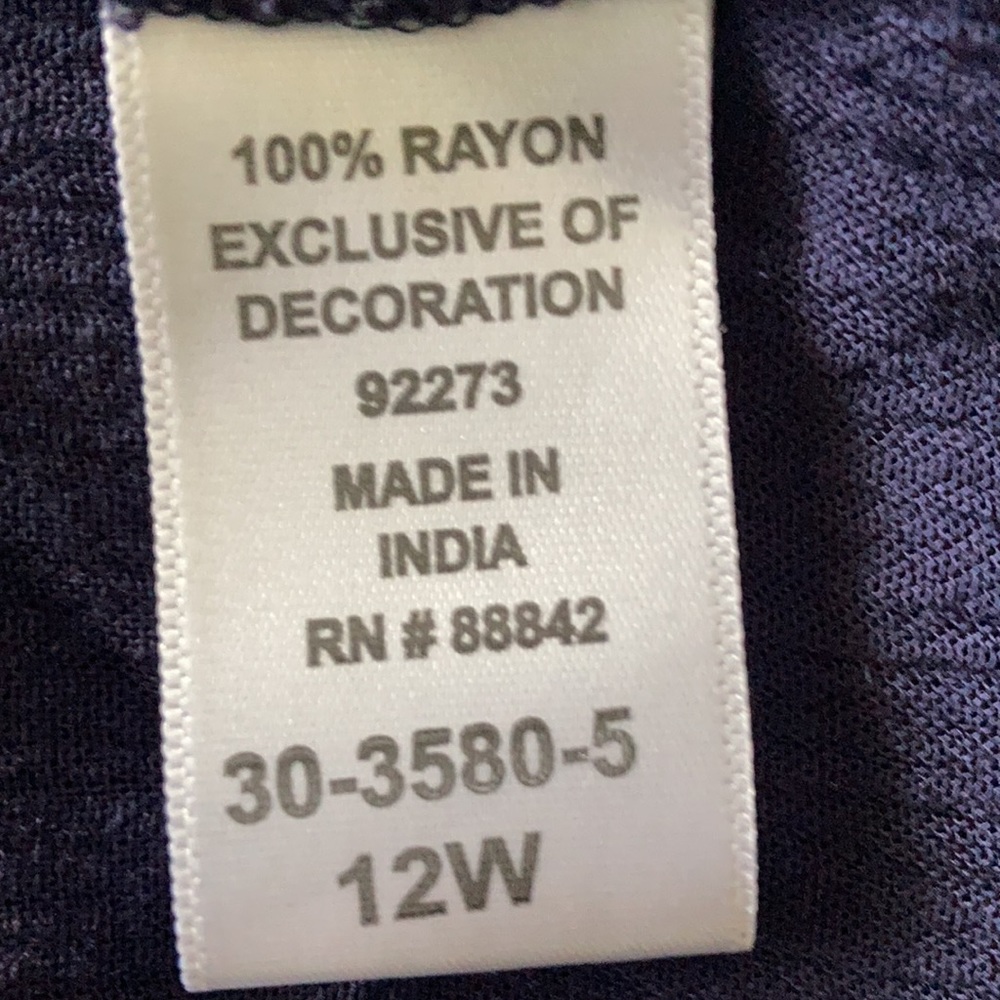 100% RAYON
EXCLUSIVE OF
DECORATION
92273
MADE IN
INDIA
RN # 88842
30-3580-5
12W